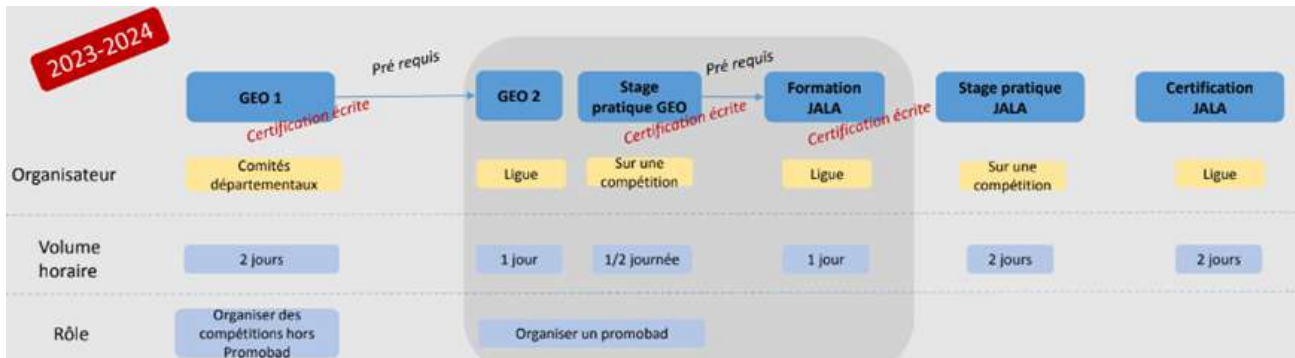 2023-2024
Pré requis
Pré requis
GEO 1
GEO 2
Stage
pratique GEO
Formation
JALA
Stage pratique
JALA
Certification
JALA
Certification écrite
Certification écrite
Certification écrite
Organisateur
Comités
départementaux
Ligue
Sur une
compétition
Ligue
Sur une
compétition
Ligue
Volume
horaire
2 jours
1 jour
1/2 journée
1 jour
2 jours
2 jours
Rôle
Organiser des
compétitions hors
Promobad
Organiser un promobad